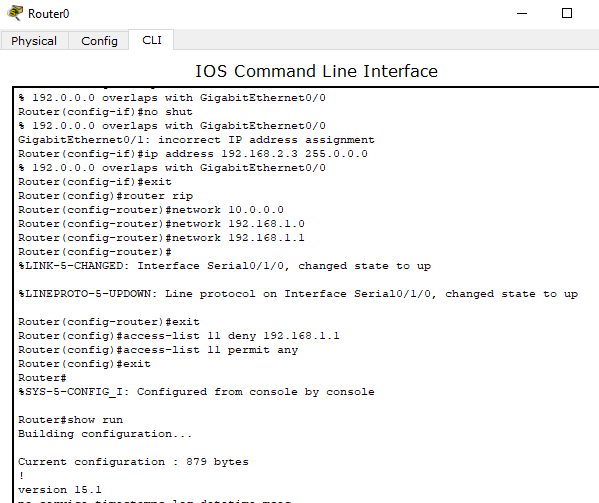 Router0
Physical Config CLI
IOS Command Line Interface
% 192.0.0.0 overlaps with GigabitEthernet0/0
Router(config-if)#no shut
% 192.0.0.0 overlaps with GigabitEthernet0/0
GigabitEthernet0/1: incorrect IP address assignment
Router(config-if)#ip address 192.168.2.3 255.0.0.0
% 192.0.0.0 overlaps with GigabitEthernet0/0
Router(config-if)#exit
Router(config)#router rip
Router(config-router)#network 10.0.0.0
Router(config-router)#network 192.168.1.0
Router(config-router)#network 192.168.1.1
Router(config-router)#
%LINK-5-CHANGED: Interface Serial0/1/0, changed state to up
%LINEPROTO-5-UPDOWN: Line protocol on Interface Serial0/1/0, changed state to up
Router(config-router)#exit
Router(config)#access-list 11 deny 192.168.1.1
Router(config)#access-list 11 permit any
Router(config)#exit
Router#
%SYS-5-CONFIG_I: Configured from console by console
Router#show run
Building configuration...
Current configuration : 879 bytes
!
version 15.1